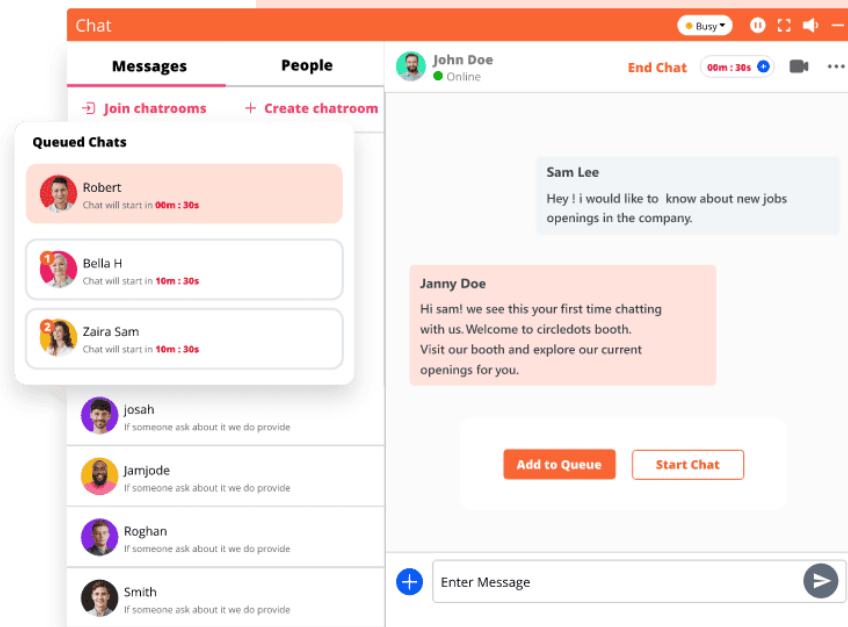 Chat
Busy
Messages
People
Join chatrooms
+ Create chatroom
Queued Chats
Robert
Chat will start in 00m : 30s
1
Bella H
Chat will start in 10m : 30s
2
Zaira Sam
Chat will start in 10m : 30s
josah
If someone ask about it we do provide
Jamjode
If someone ask about it we do provide
Roghan
If someone ask about it we do provide
Smith
If someone ask about it we do provide
John Doe
Online
End Chat
00m : 30s
Sam Lee
Hey ! i would like to know about new jobs
openings in the company.
Janny Doe
Hi sam! we see this your first time chatting
with us. Welcome to circledots booth.
Visit our booth and explore our current
openings for you.
Add to Queue
Start Chat
Enter Message